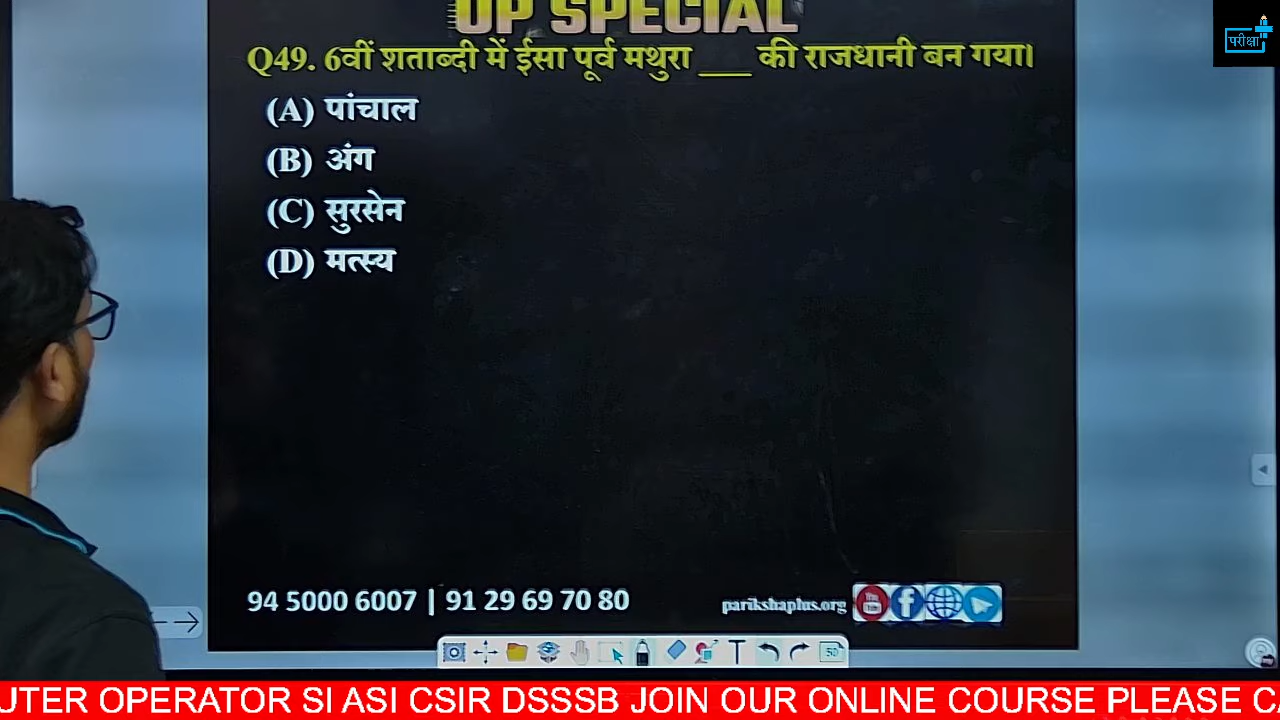 UP SPECIAL
परीक्षा
Q49. 6वीं शताब्दी में ईसा पूर्व मथुरा ___ की राजधानी बन गया।
(A) पांचाल
(B) अंग
(C) सुरसेन
(D) मत्स्य
94 5000 6007 | 91 29 69 70 80
parikshaplus.org
UTER OPERATOR SI ASI CSIR DSSSB JOIN OUR ONLINE COURSE PLEASE CA